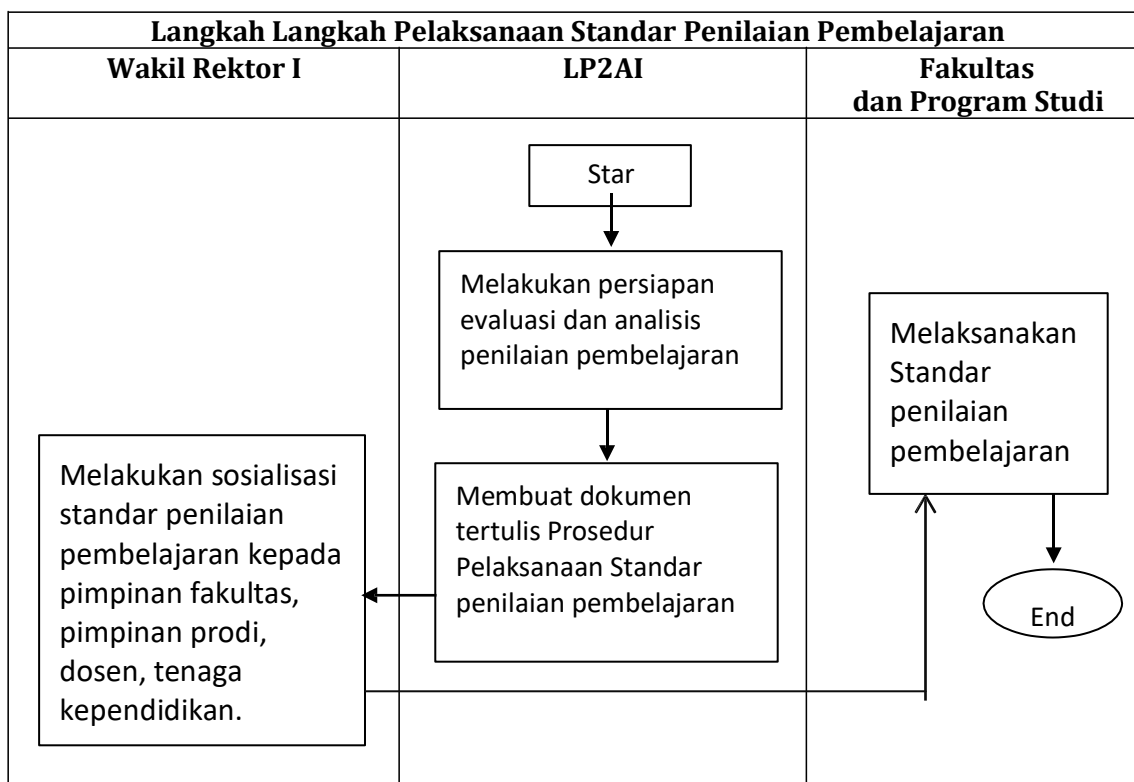 Langkah Langkah Pelaksanaan Standar Penilaian Pembelajaran
Wakil Rektor I
LP2AI
Fakultas
dan Program Studi
Star
Melakukan persiapan
evaluasi dan analisis
penilaian pembelajaran
Membuat dokumen
tertulis Prosedur
Pelaksanaan Standar
penilaian pembelajaran
Melakukan sosialisasi
standar penilaian
pembelajaran kepada
pimpinan fakultas,
pimpinan prodi,
dosen, tenaga
kependidikan.
Melaksanakan
Standar
penilaian
pembelajaran
End